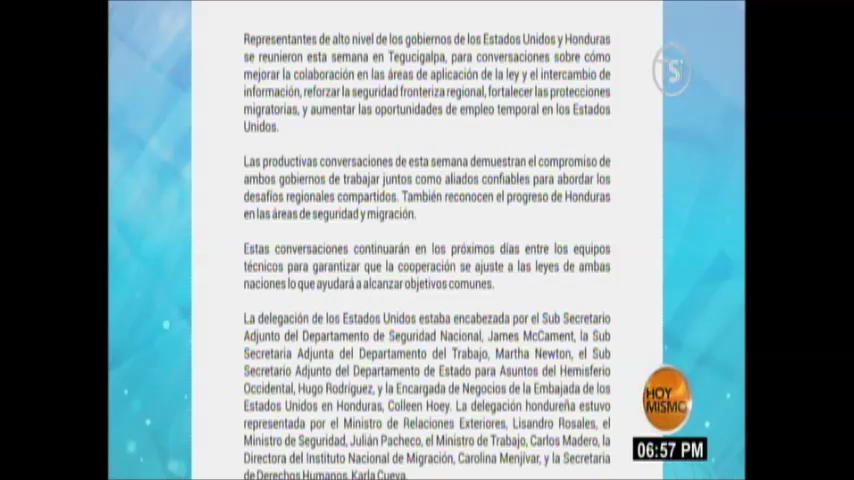 Representantes de alto nivel de los gobiernos de los Estados Unidos y Honduras
se reunieron esta semana en Tegucigalpa, para conversaciones sobre cómo
mejorar la colaboración en las áreas de aplicación de la ley y el intercambio de
información, reforzar la seguridad fronteriza regional, fortalecer las protecciones
migratorias, y aumentar las oportunidades de empleo temporal en los Estados
Unidos.
Las productivas conversaciones de esta semana demuestran el compromiso de
ambos gobiernos de trabajar juntos como aliados confiables para abordar los
desafíos regionales compartidos. También reconocen el progreso de Honduras
en las áreas de seguridad y migración.
Estas conversaciones continuarán en los próximos días entre los equipos
técnicos para garantizar que la cooperación se ajuste a las leyes de ambas
naciones lo que ayudará a alcanzar objetivos comunes.
La delegación de los Estados Unidos estaba encabezada por el Sub Secretario
Adjunto del Departamento de Seguridad Nacional, James McCament, la Sub
Secretaria Adjunta del Departamento del Trabajo, Martha Newton, el Sub
Secretario Adjunto del Departamento de Estado para Asuntos del Hemisferio
Occidental, Hugo Rodríguez, y la Encargada de Negocios de la Embajada de los
Estados Unidos en Honduras, Colleen Hoey. La delegación hondureña estuvo
representada por el Ministro de Relaciones Exteriores, Lisandro Rosales, el
Ministro de Seguridad, Julián Pacheco, el Ministro de Trabajo, Carlos Madero, la
Directora del Instituto Nacional de Migración, Carolina Menjivar, y la Secretaria
de Derechos Humanos, Karla Cueva.
TSi
HOY
MISMO
06:57 PM